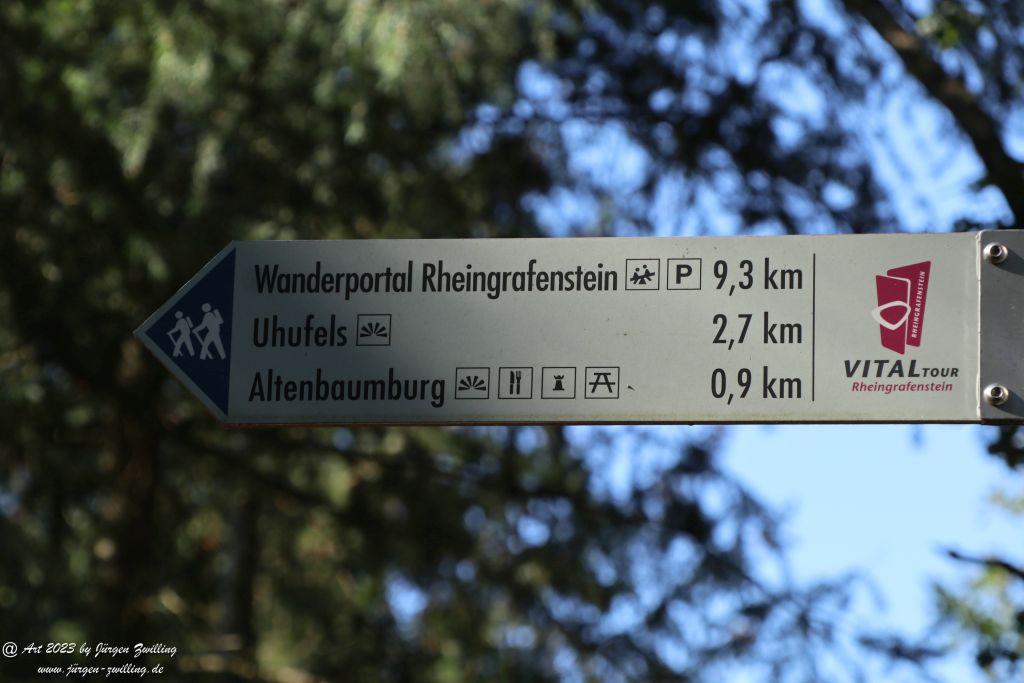 Wanderportal Rheingrafenstein P 9,3 km
Uhufels 2,7 km
Altenbaumburg 0,9 km
RHEINGRAFENSTEIN
VITALTOUR
Rheingrafenstein
@ Art 2023 by Jürgen Zwilling
www.jürgen-zwilling.de